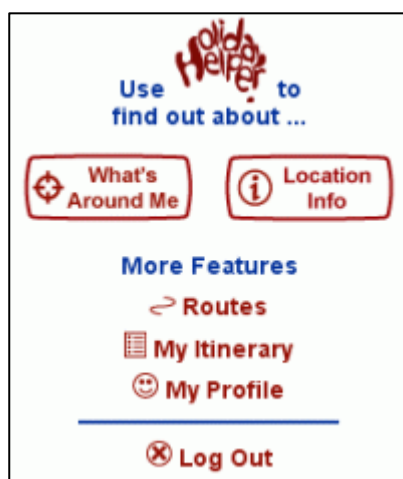 Holiday
Use Helper! to
find out about ...
What's
Around Me
Location
Info
More Features
Routes
My Itinerary
My Profile
Log Out